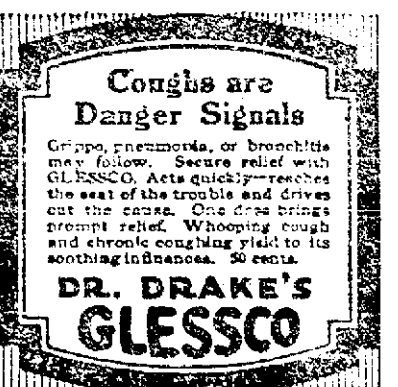 Coughs are
Danger Signals
Grippe, pneumonia, or bronchitis
may follow. Secure relief with
GLESSCO. Acts quickly—reaches
the seat of the trouble and drives
out the cause. One dose brings
prompt relief. Whooping cough
and chronic coughing yield to its
soothing influences. 50 cents.
DR. DRAKE'S
GLESSCO